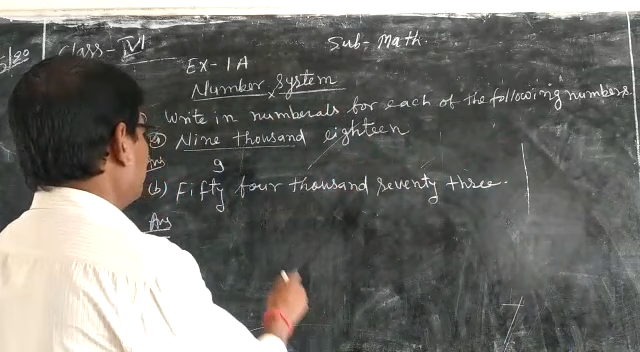 Class - VI Sub - Math.
Ex - 1A
Number System
Write in numerals for each of the following numbers.
(a) Nine thousand eighteen
Ans 9
(b) Fifty four thousand seventy three.
Ans